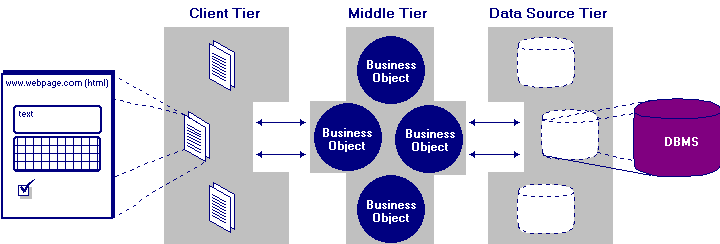 Client Tier
Middle Tier
Data Source Tier
www.webpage.com (html)
text
Business
Object
Business
Object
Business
Object
Business
Object
DBMS